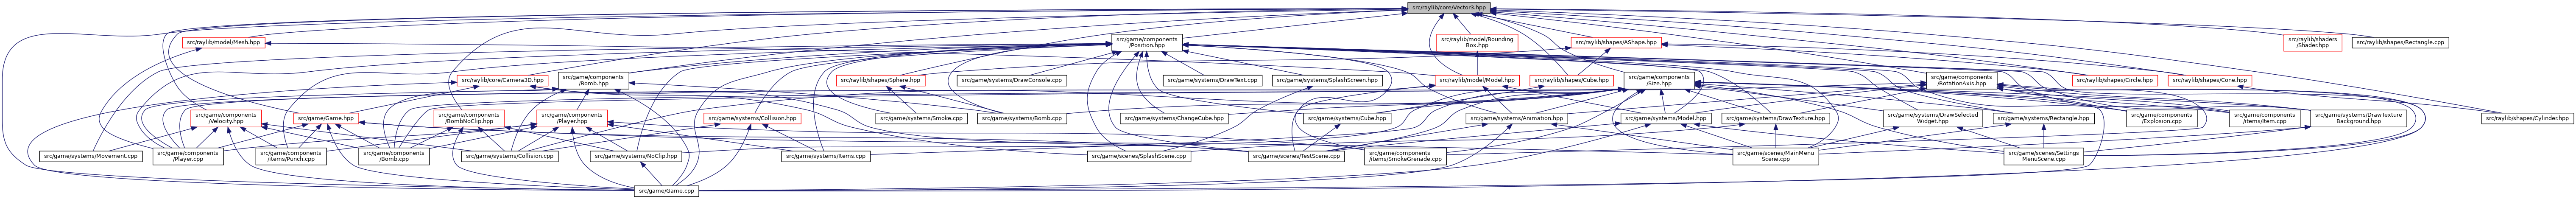 src/raylib/core/Vector3.hpp
src/raylib/model/Mesh.hpp
src/game/components
/Position.hpp
src/raylib/model/Bounding
Box.hpp
src/raylib/shapes/AShape.hpp
src/raylib/shaders
/Shader.hpp
src/raylib/shapes/Rectangle.cpp
src/raylib/core/Camera3D.hpp
src/game/components
/Bomb.hpp
src/raylib/shapes/Sphere.hpp
src/game/systems/DrawConsole.cpp
src/game/systems/DrawText.cpp
src/game/systems/SplashScreen.hpp
src/raylib/model/Model.hpp
src/raylib/shapes/Cube.hpp
src/game/components
/Size.hpp
src/game/components
/RotationAxis.hpp
src/raylib/shapes/Circle.hpp
src/raylib/shapes/Cone.hpp
src/game/components
/Velocity.hpp
src/game/Game.hpp
src/game/components
/BombNoClip.hpp
src/game/components
/Player.hpp
src/game/systems/Collision.hpp
src/game/systems/Smoke.cpp
src/game/systems/Bomb.cpp
src/game/systems/ChangeCube.hpp
src/game/systems/Cube.hpp
src/game/systems/Animation.hpp
src/game/systems/Model.hpp
src/game/systems/DrawTexture.hpp
src/game/systems/DrawSelected
Widget.hpp
src/game/systems/Rectangle.hpp
src/game/components
/Explosion.cpp
src/game/components
/items/Item.cpp
src/game/systems/DrawTexture
Background.hpp
src/raylib/shapes/Cylinder.hpp
src/game/systems/Movement.cpp
src/game/components
/Player.cpp
src/game/components
/items/Punch.cpp
src/game/components
/Bomb.cpp
src/game/systems/Collision.cpp
src/game/systems/NoClip.hpp
src/game/systems/Items.cpp
src/game/scenes/SplashScene.cpp
src/game/scenes/TestScene.cpp
src/game/components
/items/SmokeGrenade.cpp
src/game/scenes/MainMenu
Scene.cpp
src/game/scenes/Settings
MenuScene.cpp
src/game/Game.cpp